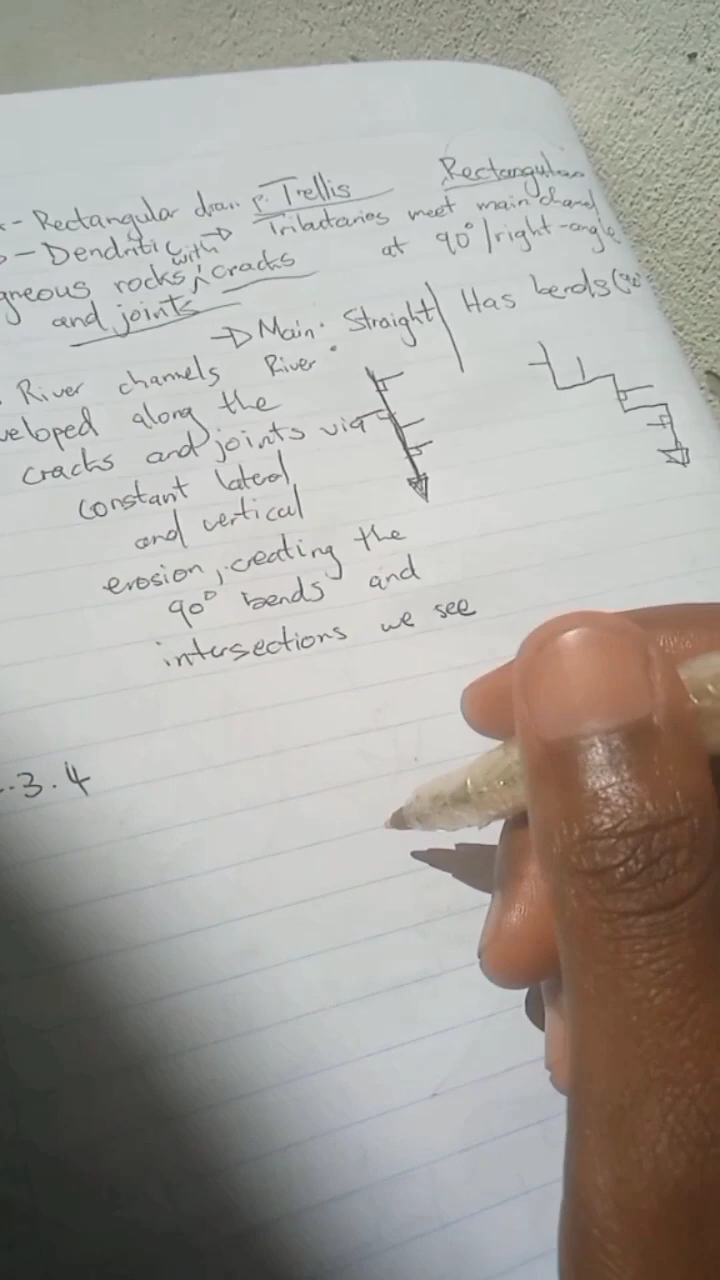 - Rectangular drain p. Trellis Rectangular
- Dendritic Tributaries meet main channel
with
igneous rocks, cracks at 90°/right-angle
and joints
Main: Straight Has bends (90°
River channels River
veloped along the
cracks and joints via
constant lateral
and vertical
erosion, creating the
90° bends and
intersections we see
.3.4